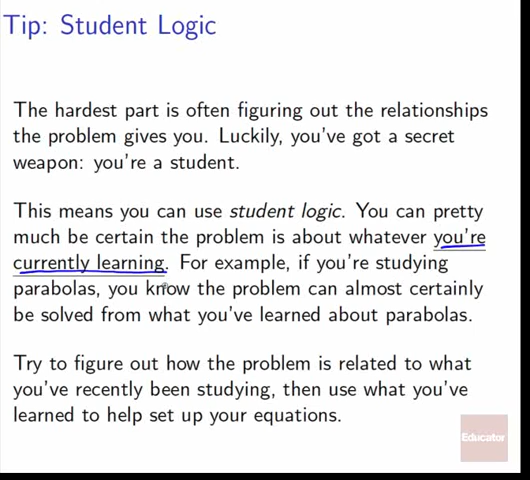 Tip: Student Logic
The hardest part is often figuring out the relationships
the problem gives you. Luckily, you've got a secret
weapon: you're a student.
This means you can use student logic. You can pretty
much be certain the problem is about whatever you're
currently learning. For example, if you're studying
parabolas, you know the problem can almost certainly
be solved from what you've learned about parabolas.
Try to figure out how the problem is related to what
you've recently been studying, then use what you've
learned to help set up your equations.
Educator